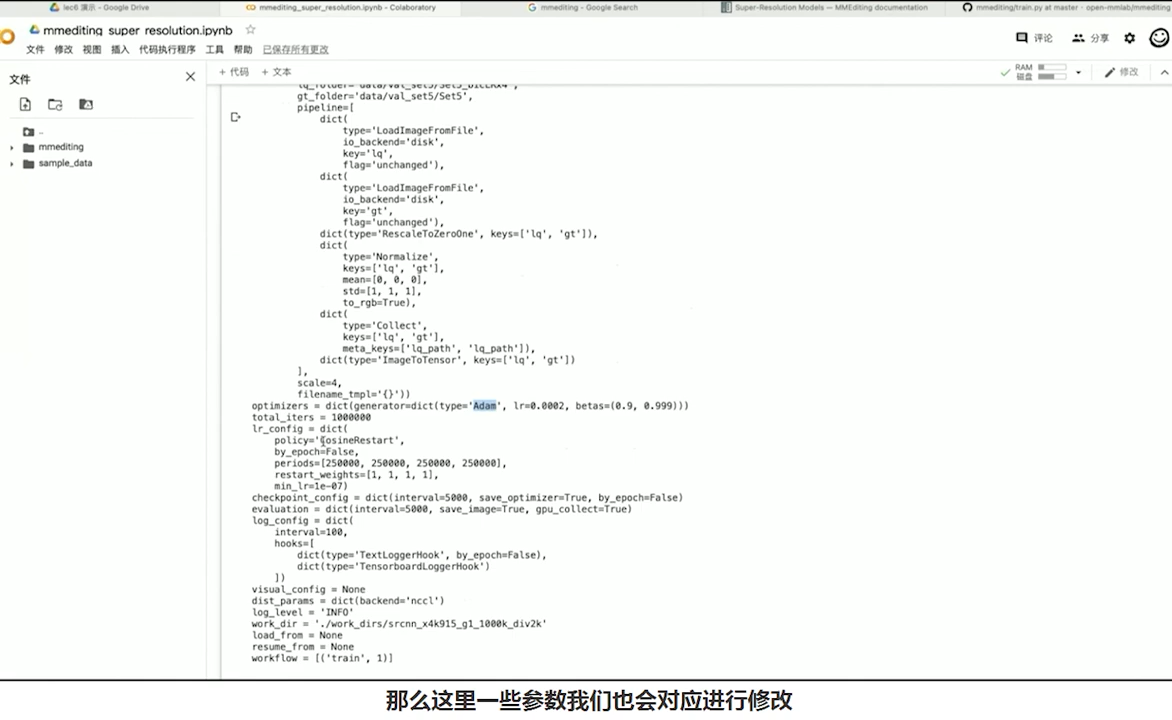 lec6 演示 - Google Drive
mmediting_super_resolution.ipynb - Colaboratory
mmediting - Google Search
Super-Resolution Models — MMEditing documentation
mmediting/train.py at master · open-mmlab/mmediting
mmediting super resolution.ipynb
文件 修改 视图 插入 代码执行程序 工具 帮助 已保存所有更改
评论 分享
文件
+ 代码 + 文本
RAM
磁盘
修改
..
mmediting
sample_data
lq_folder='data/val_set5/Set5_bicLRx4',
gt_folder='data/val_set5/Set5',
pipeline=[
dict(
type='LoadImageFromFile',
io_backend='disk',
key='lq',
flag='unchanged'),
dict(
type='LoadImageFromFile',
io_backend='disk',
key='gt',
flag='unchanged'),
dict(type='RescaleToZeroOne', keys=['lq', 'gt']),
dict(
type='Normalize',
keys=['lq', 'gt'],
mean=[0, 0, 0],
std=[1, 1, 1],
to_rgb=True),
dict(
type='Collect',
keys=['lq', 'gt'],
meta_keys=['lq_path', 'lq_path']),
dict(type='ImageToTensor', keys=['lq', 'gt'])
],
scale=4,
filename_tmpl='{}'))
optimizers = dict(generator=dict(type='Adam', lr=0.0002, betas=(0.9, 0.999)))
total_iters = 1000000
lr_config = dict(
policy='CosineRestart',
by_epoch=False,
periods=[250000, 250000, 250000, 250000],
restart_weights=[1, 1, 1, 1],
min_lr=1e-07)
checkpoint_config = dict(interval=5000, save_optimizer=True, by_epoch=False)
evaluation = dict(interval=5000, save_image=True, gpu_collect=True)
log_config = dict(
interval=100,
hooks=[
dict(type='TextLoggerHook', by_epoch=False),
dict(type='TensorboardLoggerHook')
])
visual_config = None
dist_params = dict(backend='nccl')
log_level = 'INFO'
work_dir = './work_dirs/srcnn_x4k915_g1_1000k_div2k'
load_from = None
resume_from = None
workflow = [('train', 1)]
那么这里一些参数我们也会对应进行修改